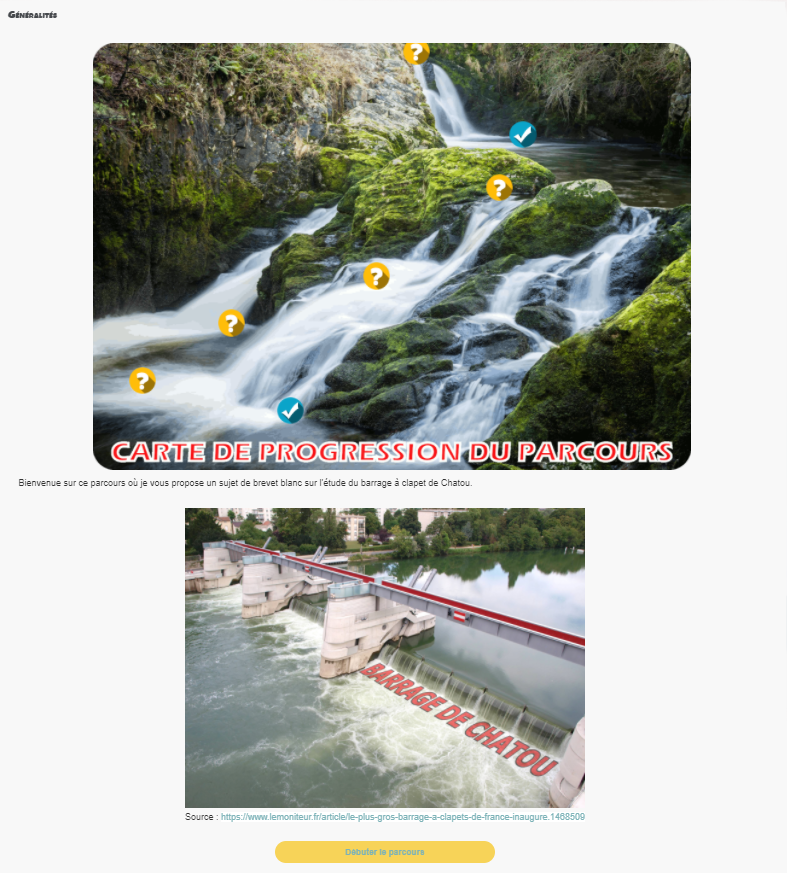 Généralités
?
?
?
?
?
CARTE DE PROGRESSION DU PARCOURS
Bienvenue sur ce parcours où je vous propose un sujet de brevet blanc sur l'étude du barrage à clapet de Chatou.
BARRAGE DE CHATOU
Source : https://www.lemoniteur.fr/article/le-plus-gros-barrage-a-clapets-de-france-inaugure.1468509
Débuter le parcours